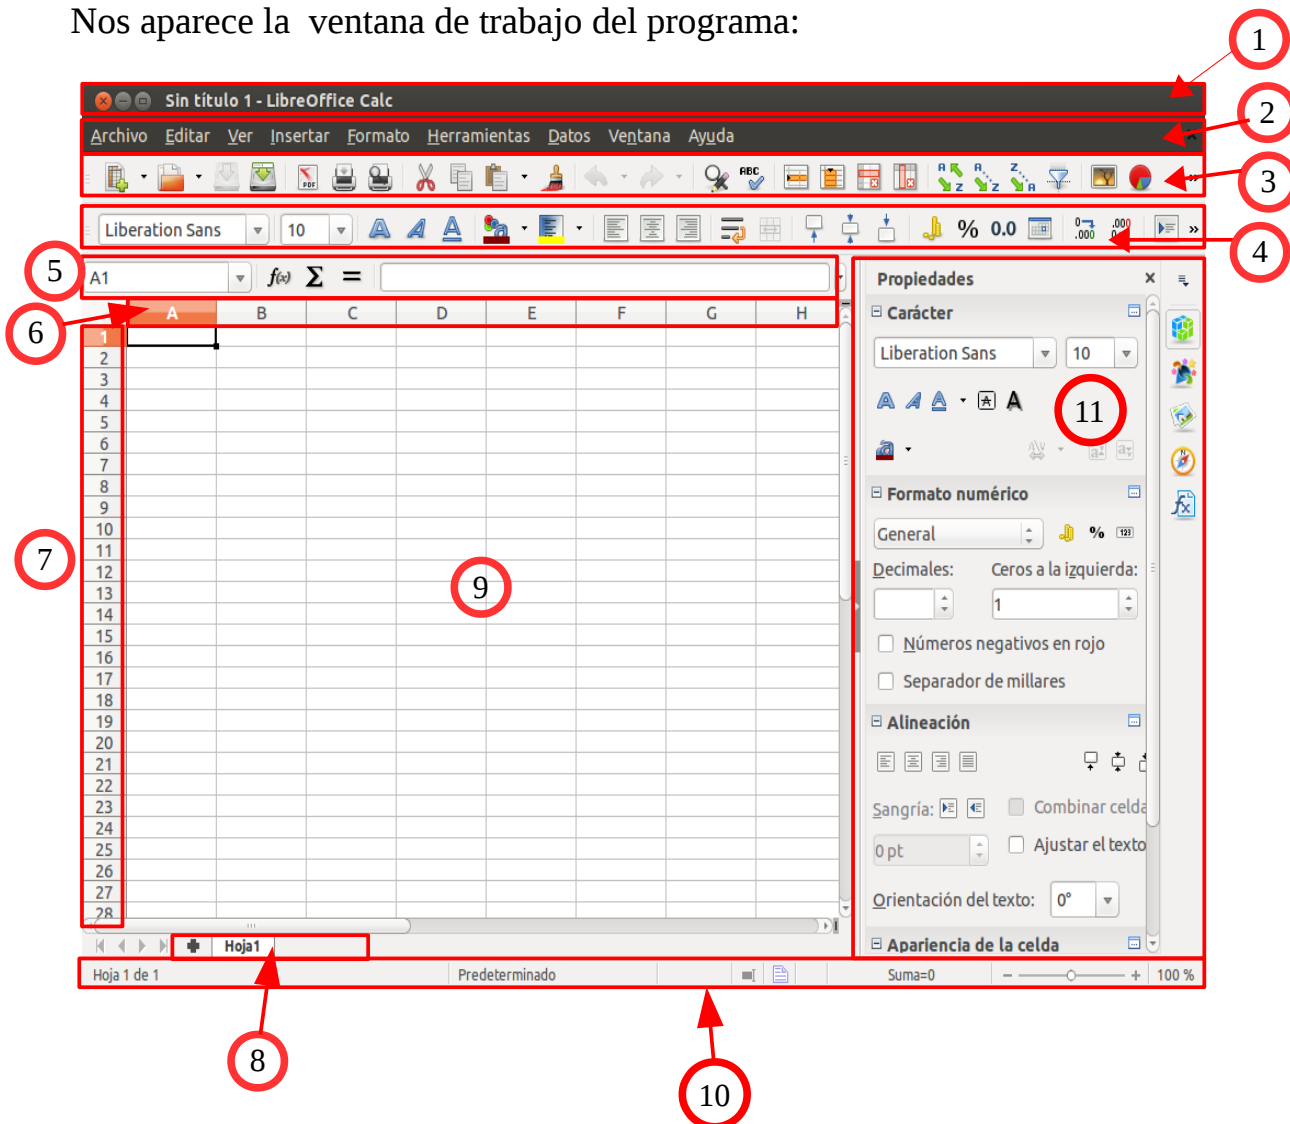 Nos aparece la ventana de trabajo del programa:
1
Sin título 1 - LibreOffice Calc
2
Archivo Editar Ver Insertar Formato Herramientas Datos Ventana Ayuda
3
Liberation Sans 10 % 0.0
4
5
A1 f(x) Σ =
6
A B C D E F G H
1
2
3
4
5
6
7
8
9
10
11
12
13
14
15
16
17
18
19
20
21
22
23
24
25
26
27
28
7
9
Propiedades
Carácter
Liberation Sans 10
11
Formato numérico
General % 123
Decimales: Ceros a la izquierda:
1
Números negativos en rojo
Separador de millares
Alineación
Sangría: Combinar celda
0 pt Ajustar el texto
Orientación del texto: 0°
Apariencia de la celda
Hoja1
Hoja 1 de 1 Predeterminado Suma=0 100 %
8
10